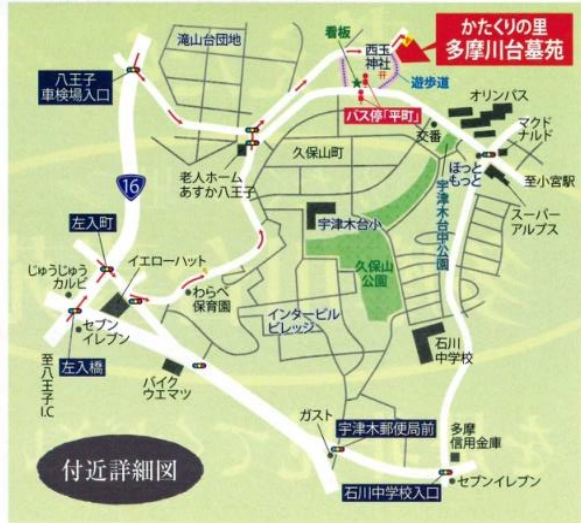 かたくりの里
多摩川台墓苑
看板
西玉
神社
遊歩道
バス停「平町」
滝山台団地
八王子
車検場入口
オリンパス
マクド
ナルド
交番
ほっと
もっと
至小宮駅
スーパー
アルプス
老人ホーム
あすか八王子
久保山町
16
宇津木台小
宇津木台中公園
久保山
公園
左入町
イエローハット
じゅうじゅう
カルビ
セブン
イレブン
左入橋
至八王子I.C
わらべ
保育園
インタービル
ビレッジ
バイク
ウエマツ
石川
中学校
ガスト
宇津木郵便局前
多摩
信用金庫
セブンイレブン
石川中学校入口
付近詳細図